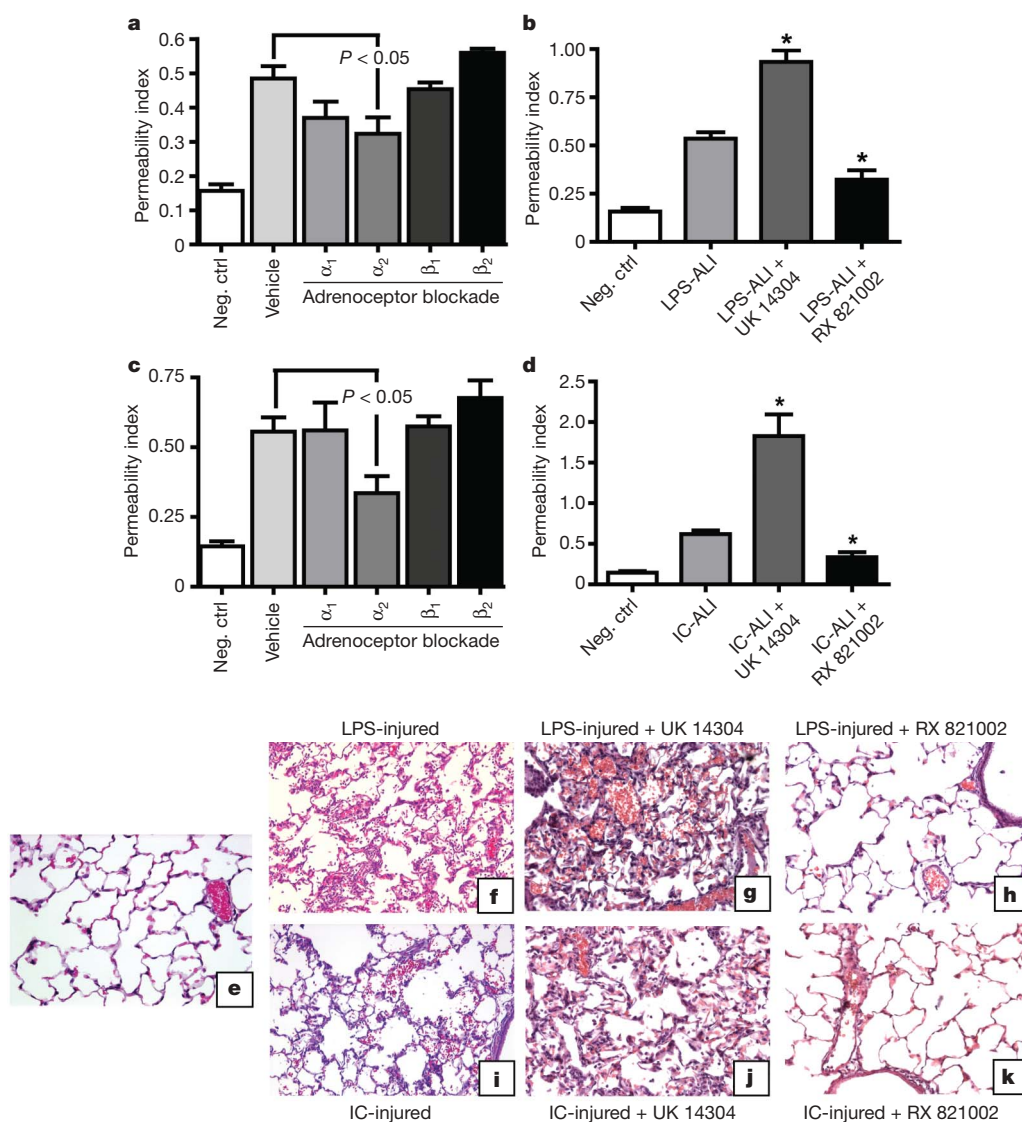 a
Permeability index
0.6
0.5
0.4
0.3
0.2
0.1
0
P < 0.05
Neg. ctrl
Vehicle
α1
α2
β1
β2
Adrenoceptor blockade
b
Permeability index
1.00
0.75
0.50
0.25
0
*
*
Neg. ctrl
LPS-ALI
LPS-ALI +
UK 14304
LPS-ALI +
RX 821002
c
Permeability index
0.75
0.50
0.25
0
P < 0.05
Neg. ctrl
Vehicle
α1
α2
β1
β2
Adrenoceptor blockade
d
Permeability index
2.5
2.0
1.5
1.0
0.5
0
*
*
Neg. ctrl
IC-ALI
IC-ALI +
UK 14304
IC-ALI +
RX 821002
LPS-injured
LPS-injured + UK 14304
LPS-injured + RX 821002
e
f
g
h
i
j
k
IC-injured
IC-injured + UK 14304
IC-injured + RX 821002